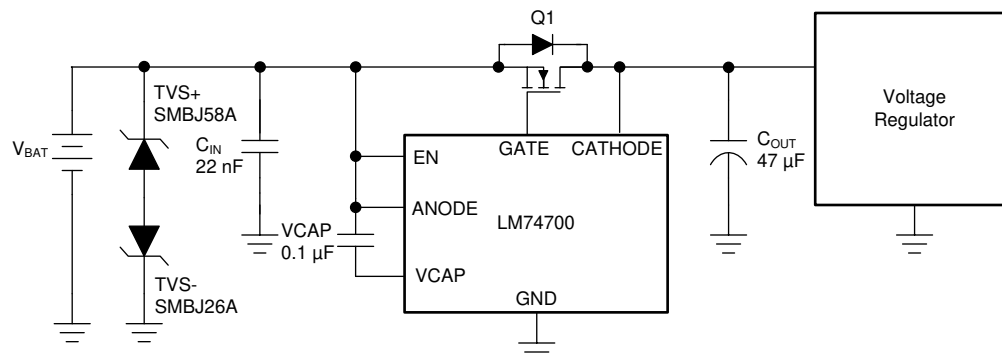 Q1
TVS+
SMBJ58A
VBAT
CIN
22 nF
GATE
CATHODE
EN
ANODE
LM74700
VCAP
0.1 µF
VCAP
GND
COUT
47 µF
Voltage
Regulator
TVS-
SMBJ26A